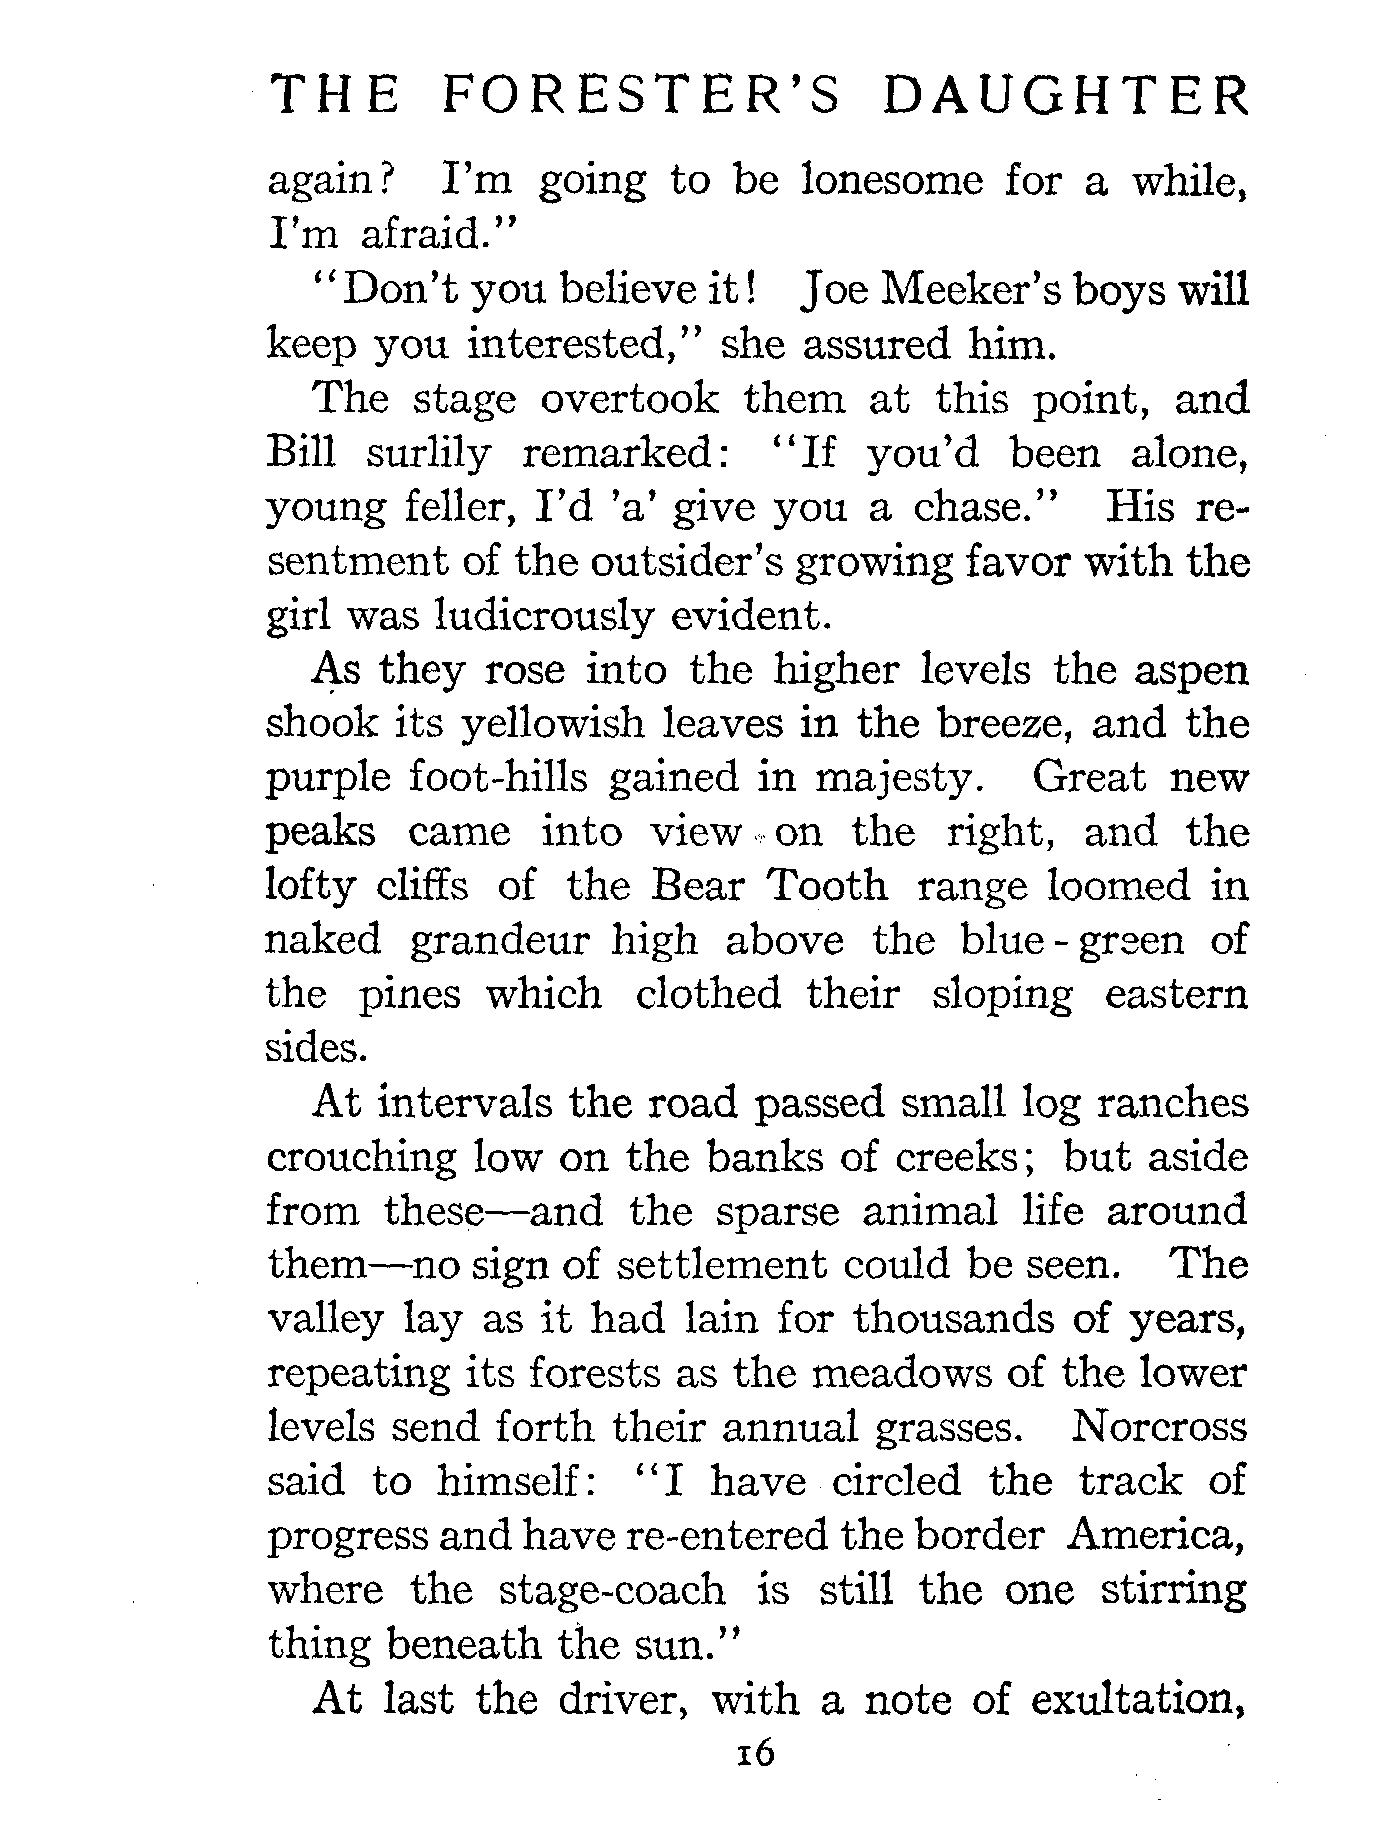 THE FORESTER'S DAUGHTER
again? I'm going to be lonesome for a while,
I'm afraid."
"Don't you believe it! Joe Meeker's boys will
keep you interested," she assured him.
The stage overtook them at this point, and
Bill surlily remarked: "If you'd been alone,
young feller, I'd 'a' give you a chase." His re-
sentment of the outsider's growing favor with the
girl was ludicrously evident.
As they rose into the higher levels the aspen
shook its yellowish leaves in the breeze, and the
purple foot-hills gained in majesty. Great new
peaks came into view on the right, and the
lofty cliffs of the Bear Tooth range loomed in
naked grandeur high above the blue-green of
the pines which clothed their sloping eastern
sides.
At intervals the road passed small log ranches
crouching low on the banks of creeks; but aside
from these—and the sparse animal life around
them—no sign of settlement could be seen. The
valley lay as it had lain for thousands of years,
repeating its forests as the meadows of the lower
levels send forth their annual grasses. Norcross
said to himself: "I have circled the track of
progress and have re-entered the border America,
where the stage-coach is still the one stirring
thing beneath the sun."
At last the driver, with a note of exultation,
16